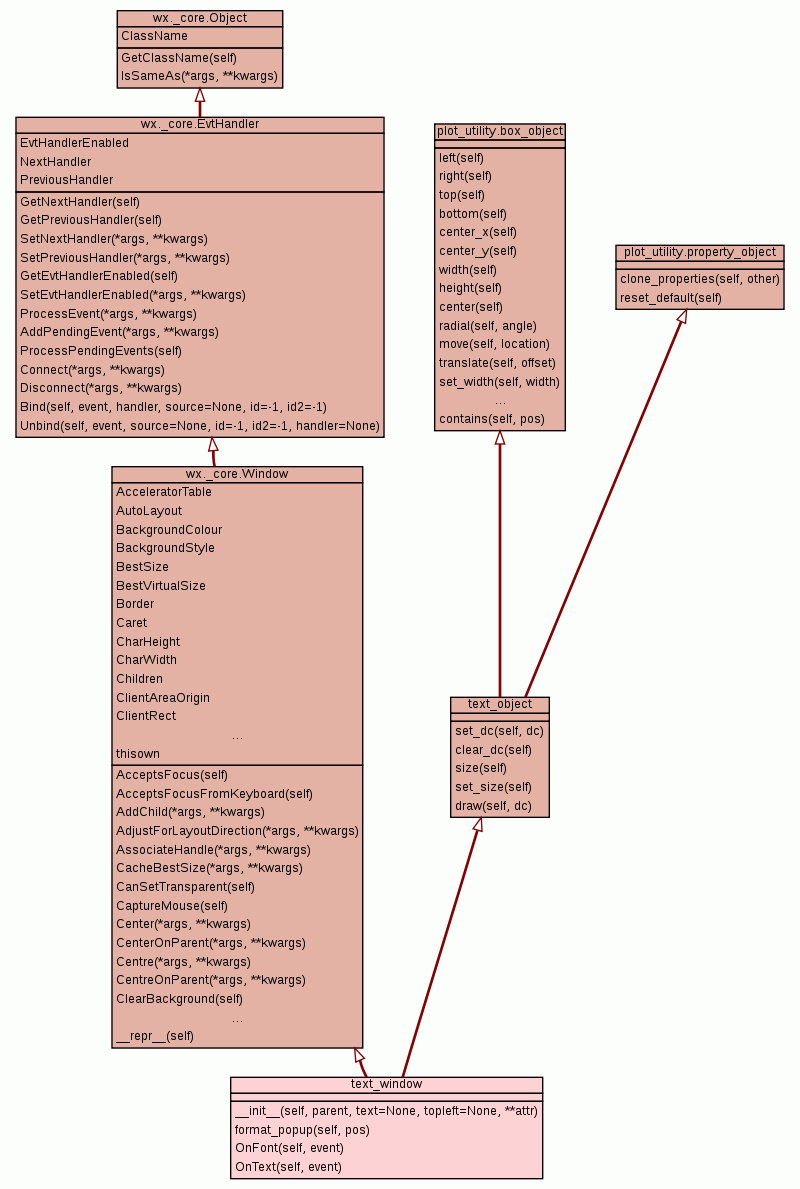 wx._core.Object
ClassName
GetClassName(self)
IsSameAs(*args, **kwargs)
wx._core.EvtHandler
EvtHandlerEnabled
NextHandler
PreviousHandler
GetNextHandler(self)
GetPreviousHandler(self)
SetNextHandler(*args, **kwargs)
SetPreviousHandler(*args, **kwargs)
GetEvtHandlerEnabled(self)
SetEvtHandlerEnabled(*args, **kwargs)
ProcessEvent(*args, **kwargs)
AddPendingEvent(*args, **kwargs)
ProcessPendingEvents(self)
Connect(*args, **kwargs)
Disconnect(*args, **kwargs)
Bind(self, event, handler, source=None, id=-1, id2=-1)
Unbind(self, event, source=None, id=-1, id2=-1, handler=None)
plot_utility.box_object
left(self)
right(self)
top(self)
bottom(self)
center_x(self)
center_y(self)
width(self)
height(self)
center(self)
radial(self, angle)
move(self, location)
translate(self, offset)
set_width(self, width)
...
contains(self, pos)
plot_utility.property_object
clone_properties(self, other)
reset_default(self)
wx._core.Window
AcceleratorTable
AutoLayout
BackgroundColour
BackgroundStyle
BestSize
BestVirtualSize
Border
Caret
CharHeight
CharWidth
Children
ClientAreaOrigin
ClientRect
...
thisown
AcceptsFocus(self)
AcceptsFocusFromKeyboard(self)
AddChild(*args, **kwargs)
AdjustForLayoutDirection(*args, **kwargs)
AssociateHandle(*args, **kwargs)
CacheBestSize(*args, **kwargs)
CanSetTransparent(self)
CaptureMouse(self)
Center(*args, **kwargs)
CenterOnParent(*args, **kwargs)
Centre(*args, **kwargs)
CentreOnParent(*args, **kwargs)
ClearBackground(self)
...
__repr__(self)
text_object
set_dc(self, dc)
clear_dc(self)
size(self)
set_size(self)
draw(self, dc)
text_window
__init__(self, parent, text=None, topleft=None, **attr)
format_popup(self, pos)
OnFont(self, event)
OnText(self, event)